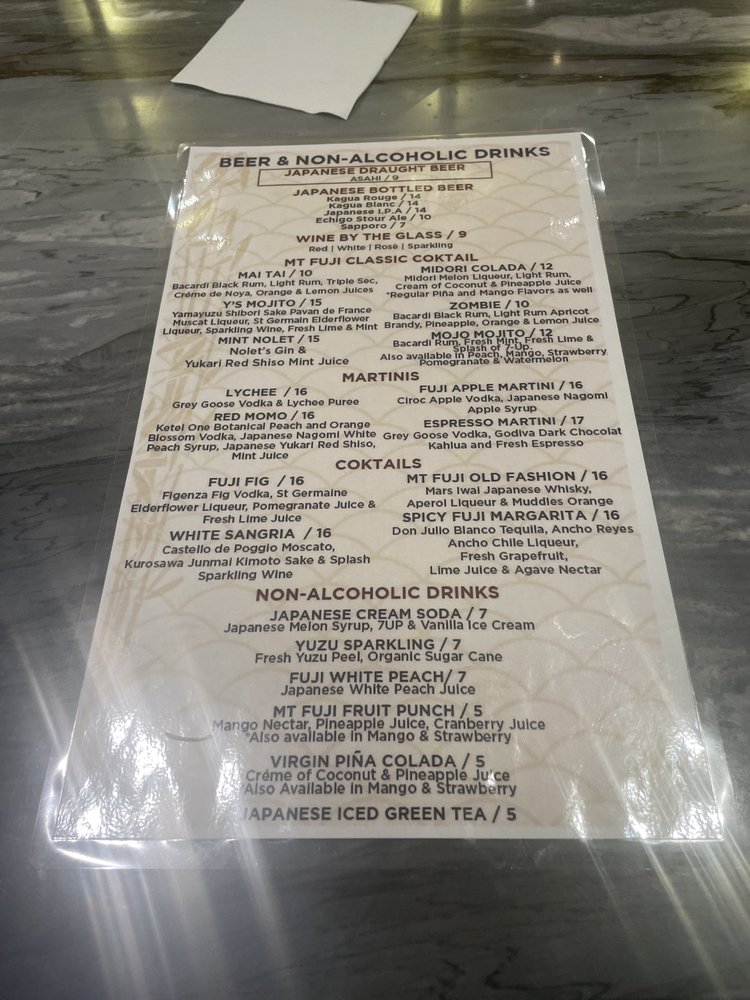 BEER & NON-ALCOHOLIC DRINKS
JAPANESE DRAUGHT BEER
ASAHI / 9
JAPANESE BOTTLED BEER
Kagua Rouge / 14
Kagua Blanc / 14
Japanese I.P.A / 14
Echigo Stour Ale / 10
Sapporo / 7
WINE BY THE GLASS / 9
Red | White | Rosè | Sparkling
MT FUJI CLASSIC COKTAIL
MAI TAI / 10
Bacardi Black Rum, Light Rum, Triple Sec,
Créme de Noya, Orange & Lemon Juices
Y'S MOJITO / 15
Yamayuzu Shibori Sake Pavan de France
Muscat Liqueur, St Germain Elderflower
Liqueur, Sparkling Wine, Fresh Lime & Mint
MINT NOLET / 15
Nolet's Gin &
Yukari Red Shiso Mint Juice
MIDORI COLADA / 12
Midori Melon Liqueur, Light Rum,
Cream of Coconut & Pineapple Juice
*Regular Piña and Mango Flavors as well
ZOMBIE / 10
Bacardi Black Rum, Light Rum Apricot
Brandy, Pineapple, Orange & Lemon Juice
MOJO MOJITO / 12
Bacardi Rum, Fresh Mint, Fresh Lime &
Splash of 7-Up.
Also available in Peach, Mango, Strawberry
Pomegranate & Watermelon
MARTINIS
LYCHEE / 16
Grey Goose Vodka & Lychee Puree
RED MOMO / 16
Ketel One Botanical Peach and Orange
Blossom Vodka, Japanese Nagomi White
Peach Syrup, Japanese Yukari Red Shiso,
Mint Juice
FUJI APPLE MARTINI / 16
Ciroc Apple Vodka, Japanese Nagomi
Apple Syrup
ESPRESSO MARTINI / 17
Grey Goose Vodka, Godiva Dark Chocolat
Kahlua and Fresh Espresso
COKTAILS
FUJI FIG / 16
Figenza Fig Vodka, St Germaine
Elderflower Liqueur, Pomegranate Juice &
Fresh Lime Juice
WHITE SANGRIA / 16
Castello de Poggio Moscato,
Kurosawa Junmai Kimoto Sake & Splash
Sparkling Wine
MT FUJI OLD FASHION / 16
Mars Iwai Japanese Whisky,
Aperol Liqueur & Muddles Orange
SPICY FUJI MARGARITA / 16
Don Julio Blanco Tequila, Ancho Reyes
Ancho Chile Liqueur,
Fresh Grapefruit,
Lime Juice & Agave Nectar
NON-ALCOHOLIC DRINKS
JAPANESE CREAM SODA / 7
Japanese Melon Syrup, 7UP & Vanilla Ice Cream
YUZU SPARKLING / 7
Fresh Yuzu Peel, Organic Sugar Cane
FUJI WHITE PEACH/ 7
Japanese White Peach Juice
MT FUJI FRUIT PUNCH / 5
Mango Nectar, Pineapple Juice, Cranberry Juice
*Also available in Mango & Strawberry
VIRGIN PIÑA COLADA / 5
Créme of Coconut & Pineapple Juice
*Also Available in Mango & Strawberry
JAPANESE ICED GREEN TEA / 5